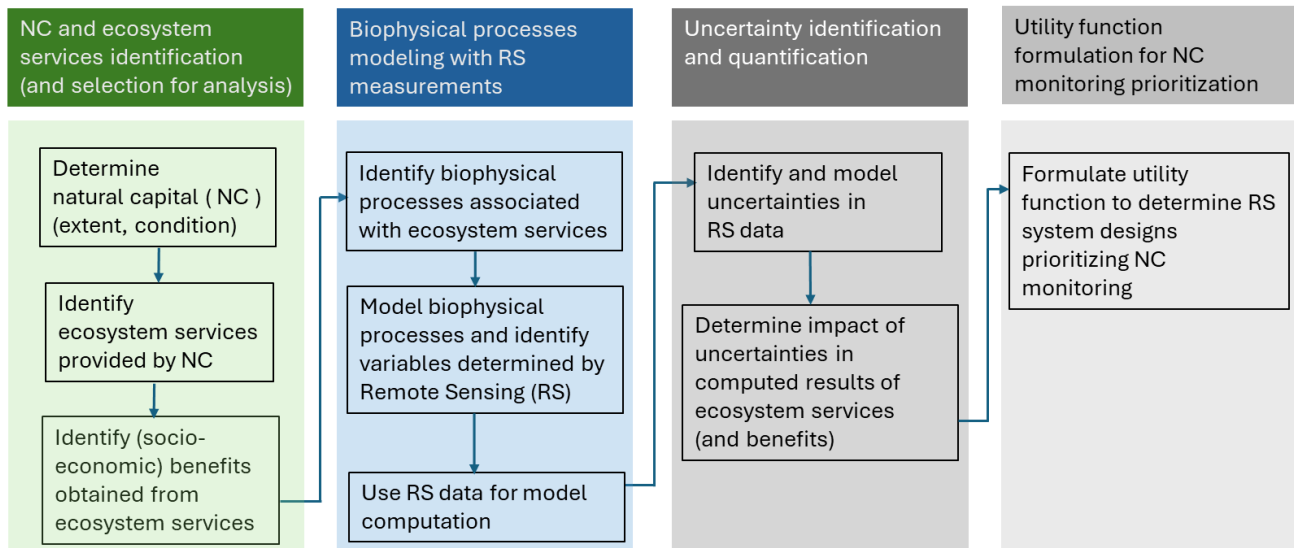 NC and ecosystem
services identification
(and selection for analysis)
Biophysical processes
modeling with RS
measurements
Uncertainty identification
and quantification
Utility function
formulation for NC
monitoring prioritization
Determine
natural capital ( NC )
(extent, condition)
Identify
ecosystem services
provided by NC
Identify (socio-
economic) benefits
obtained from
ecosystem services
Identify biophysical
processes associated
with ecosystem services
Model biophysical
processes and identify
variables determined by
Remote Sensing (RS)
Use RS data for model
computation
Identify and model
uncertainties in
RS data
Determine impact of
uncertainties in
computed results of
ecosystem services
(and benefits)
Formulate utility
function to determine RS
system designs
prioritizing NC
monitoring